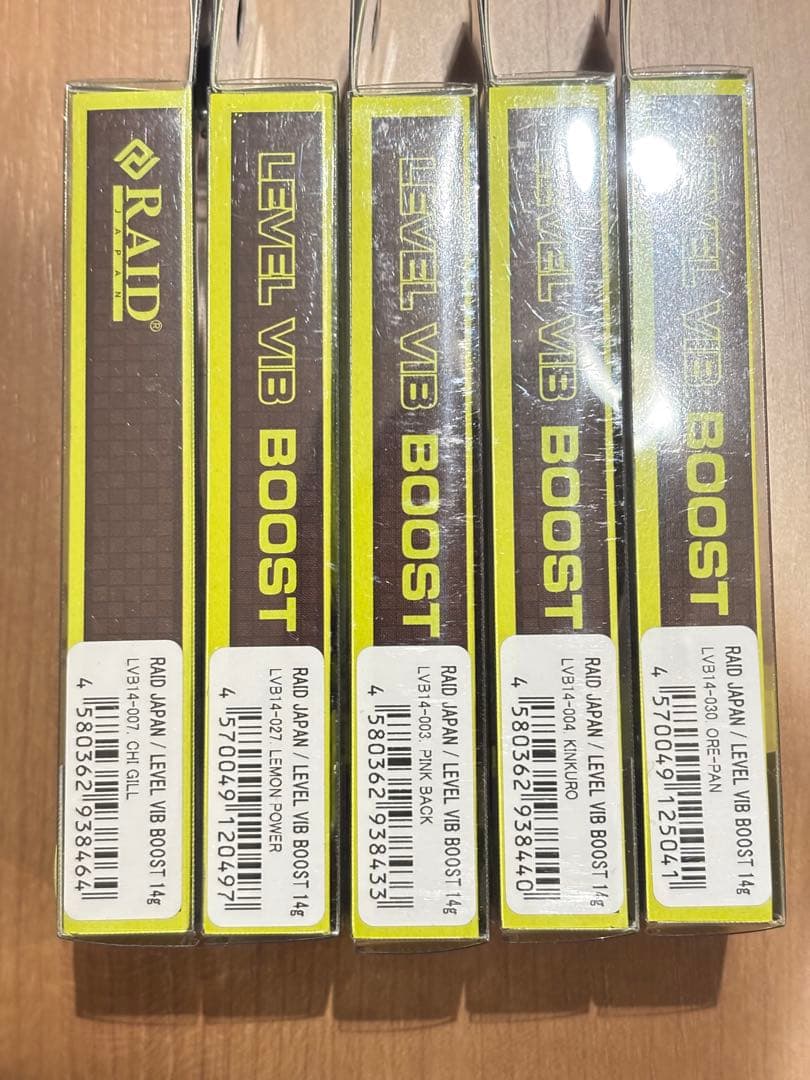 RAID
JAPAN
®
RAID JAPAN / LEVEL VIB BOOST 14g
LVB14-007. CHI GILL
4 580362 938464
LEVEL VIB BOOST
RAID JAPAN / LEVEL VIB BOOST 14g
LVB14-027 LEMON POWER
4 570049 120497
LEVEL VIB BOOST
RAID JAPAN / LEVEL VIB BOOST 14g
LVB14-003. PINK BACK
4 580362 938433
LEVEL VIB BOOST
RAID JAPAN / LEVEL VIB BOOST 14g
LVB14-004. KINKURO
4 580362 938440
LEVEL VIB BOOST
RAID JAPAN / LEVEL VIB BOOST 14g
LVB14-030. ORE-PAN
4 570049 125041